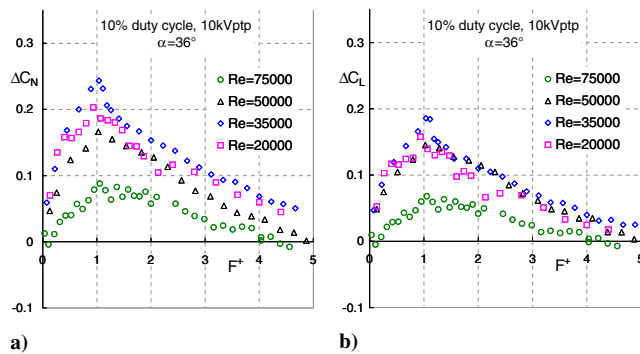 10% duty cycle, 10kVptp
α=36°
ΔC_N
0.3
0.2
0.1
0
-0.1
0 1 2 3 4 5
F⁺
Re=75000
Re=50000
Re=35000
Re=20000
a)
10% duty cycle, 10kVptp
α=36°
ΔC_L
0.3
0.2
0.1
0
-0.1
0 1 2 3 4 5
F⁺
Re=75000
Re=50000
Re=35000
Re=20000
b)